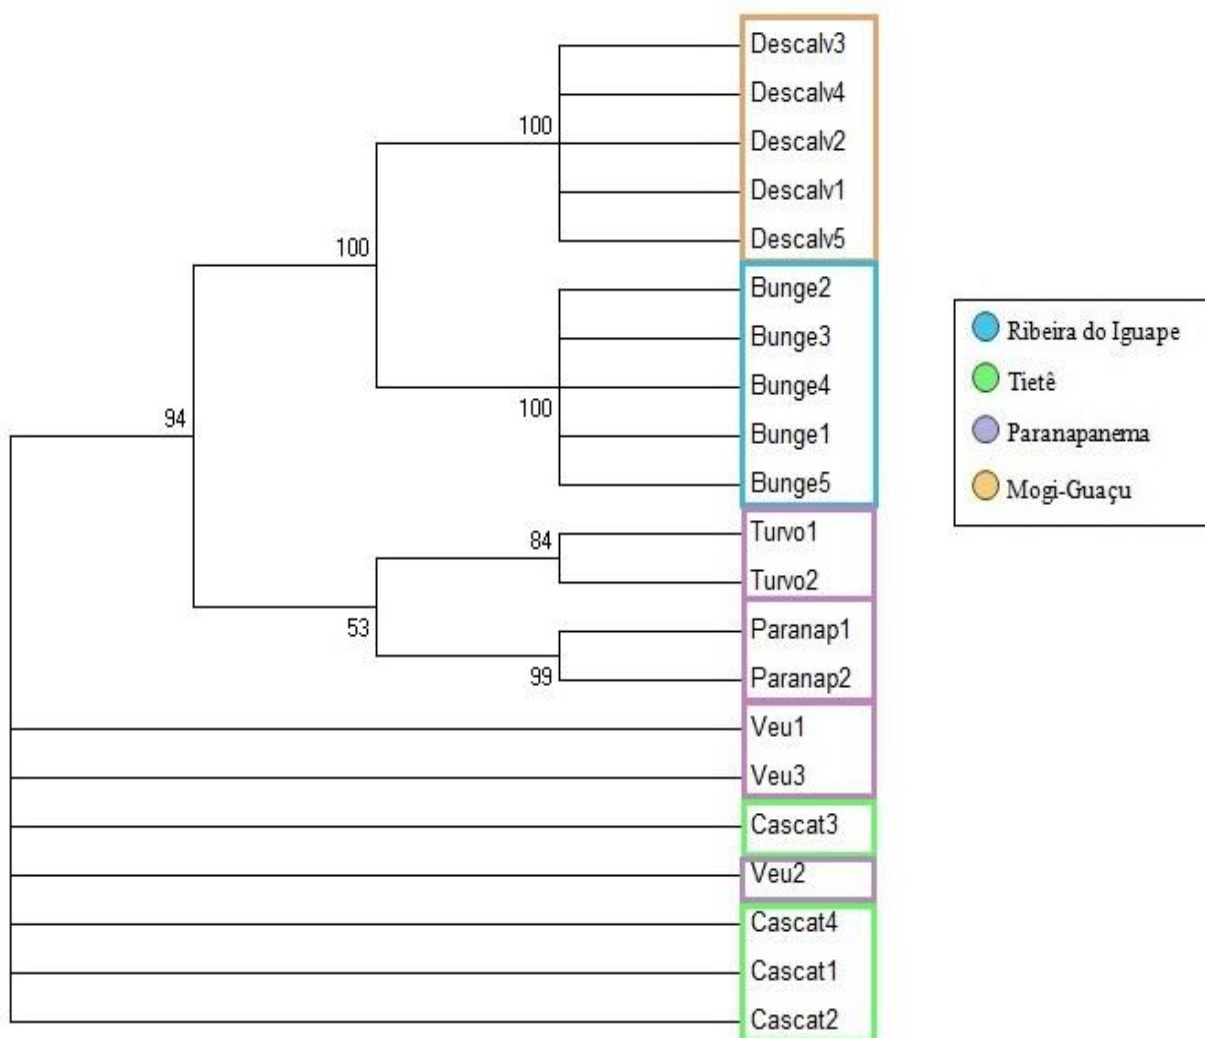 Descalv3
Descalv4
100
Descalv2
Descalv1
Descalv5
100
Bunge2
Bunge3
Bunge4
100
Bunge1
94
Bunge5
Turvo1
84
Turvo2
Paranap1
53
Paranap2
99
Veu1
Veu3
Cascat3
Veu2
Cascat4
Cascat1
Cascat2
Ribeira do Iguape
Tietê
Paranapanema
Mogi-Guaçu